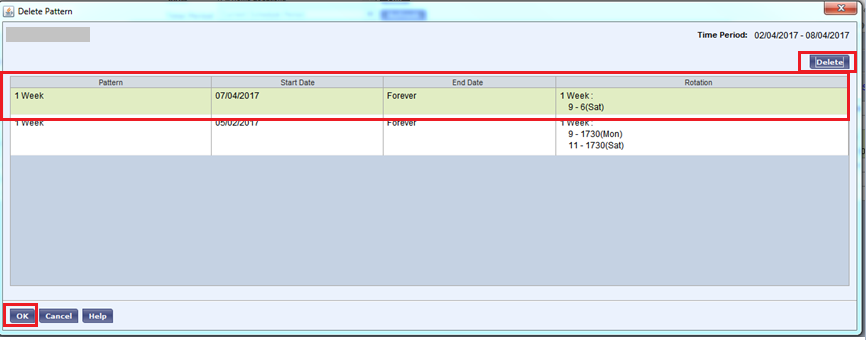 Delete Pattern
Time Period: 02/04/2017 - 08/04/2017
Delete
Pattern Start Date End Date Rotation
1 Week 07/04/2017 Forever 1 Week :
9 - 6(Sat)
1 Week 05/02/2017 Forever 1 Week :
9 - 1730(Mon)
11 - 1730(Sat)
OK Cancel Help